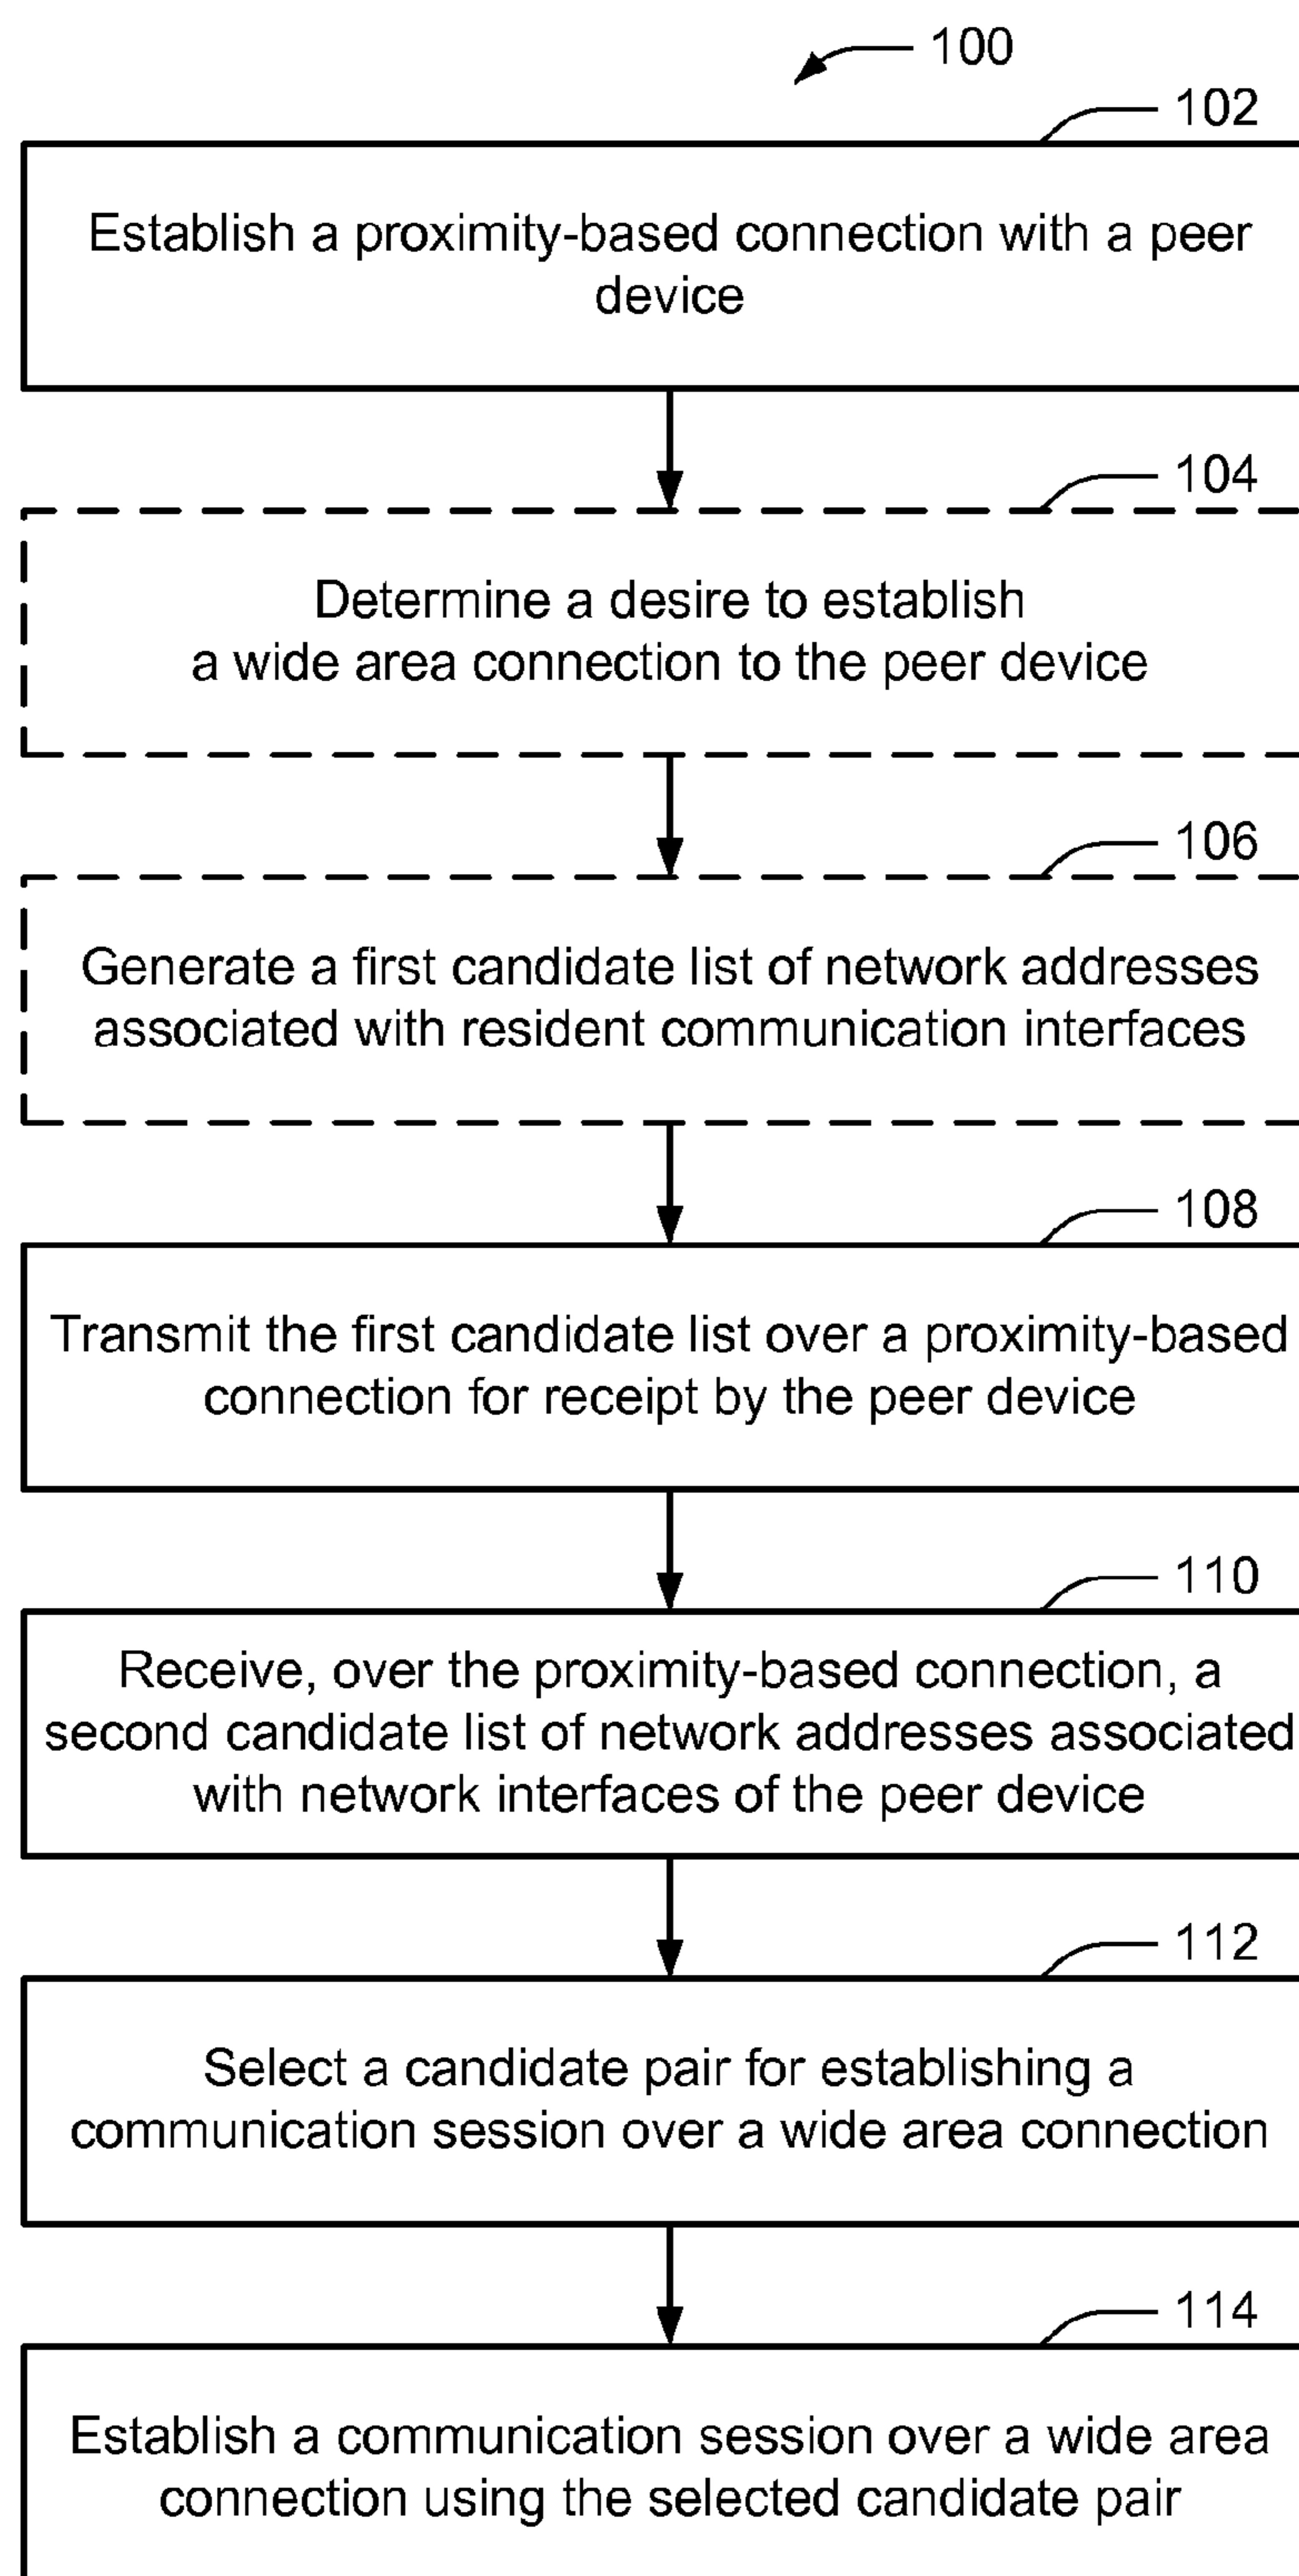 100
102
Establish a proximity-based connection with a peer
device
104
Determine a desire to establish
a wide area connection to the peer device
106
Generate a first candidate list of network addresses
associated with resident communication interfaces
108
Transmit the first candidate list over a proximity-based
connection for receipt by the peer device
110
Receive, over the proximity-based connection, a
second candidate list of network addresses associated
with network interfaces of the peer device
112
Select a candidate pair for establishing a
communication session over a wide area connection
114
Establish a communication session over a wide area
connection using the selected candidate pair